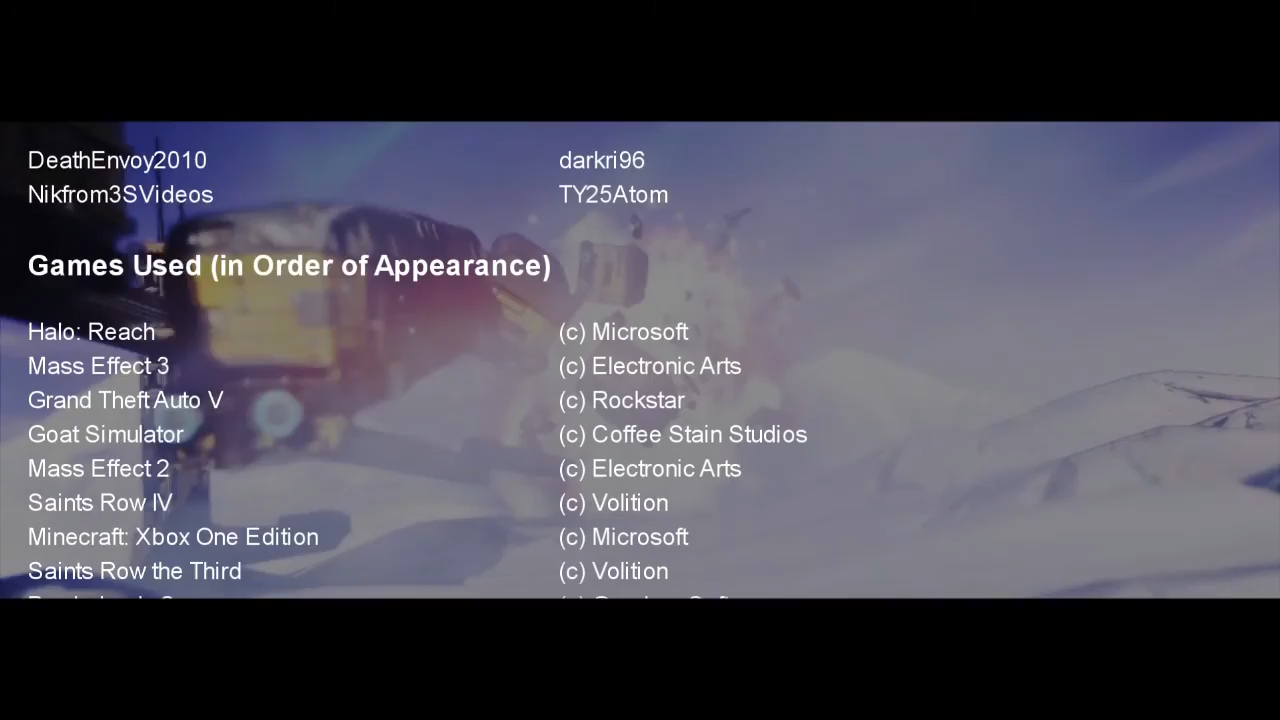 DeathEnvoy2010 darkri96
Nikfrom3SVideos TY25Atom
Games Used (in Order of Appearance)
Halo: Reach (c) Microsoft
Mass Effect 3 (c) Electronic Arts
Grand Theft Auto V (c) Rockstar
Goat Simulator (c) Coffee Stain Studios
Mass Effect 2 (c) Electronic Arts
Saints Row IV (c) Volition
Minecraft: Xbox One Edition (c) Microsoft
Saints Row the Third (c) Volition